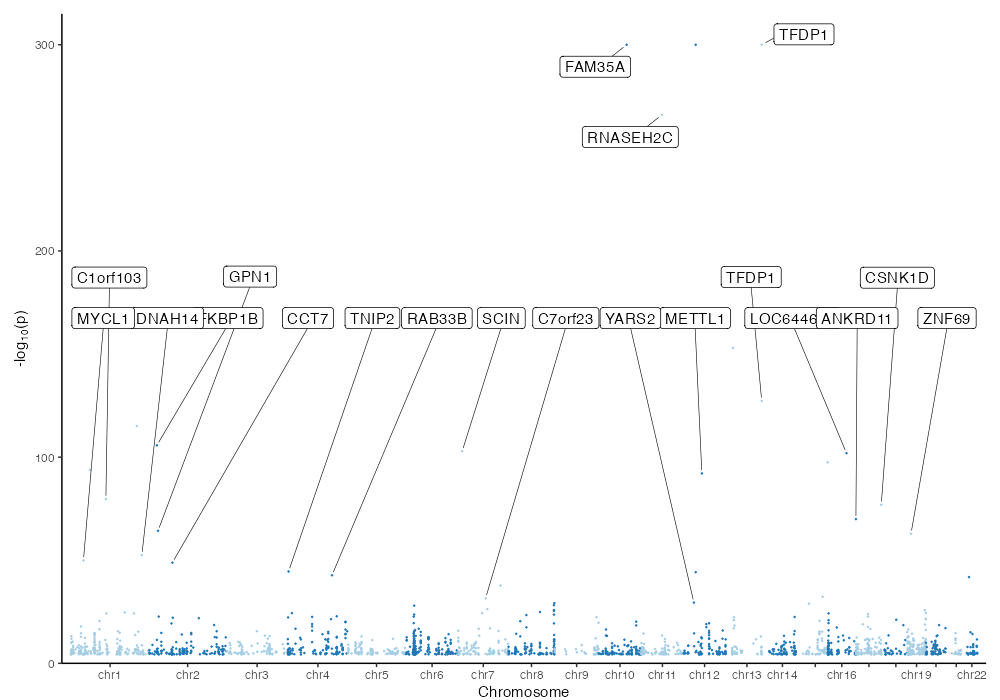 300
TFDP1
FAM35A
RNASEH2C
200
C1orf103
GPN1
TFDP1
CSNK1D
MYCL1
DNAH14
FKBP1B
CCT7
TNIP2
RAB33B
SCIN
C7orf23
YARS2
METTL1
LOC6446
ANKRD11
ZNF69
-log10(p)
100
0
chr1 chr2 chr3 chr4 chr5 chr6 chr7 chr8 chr9 chr10 chr11 chr12 chr13 chr14 chr16 chr19 chr22
Chromosome